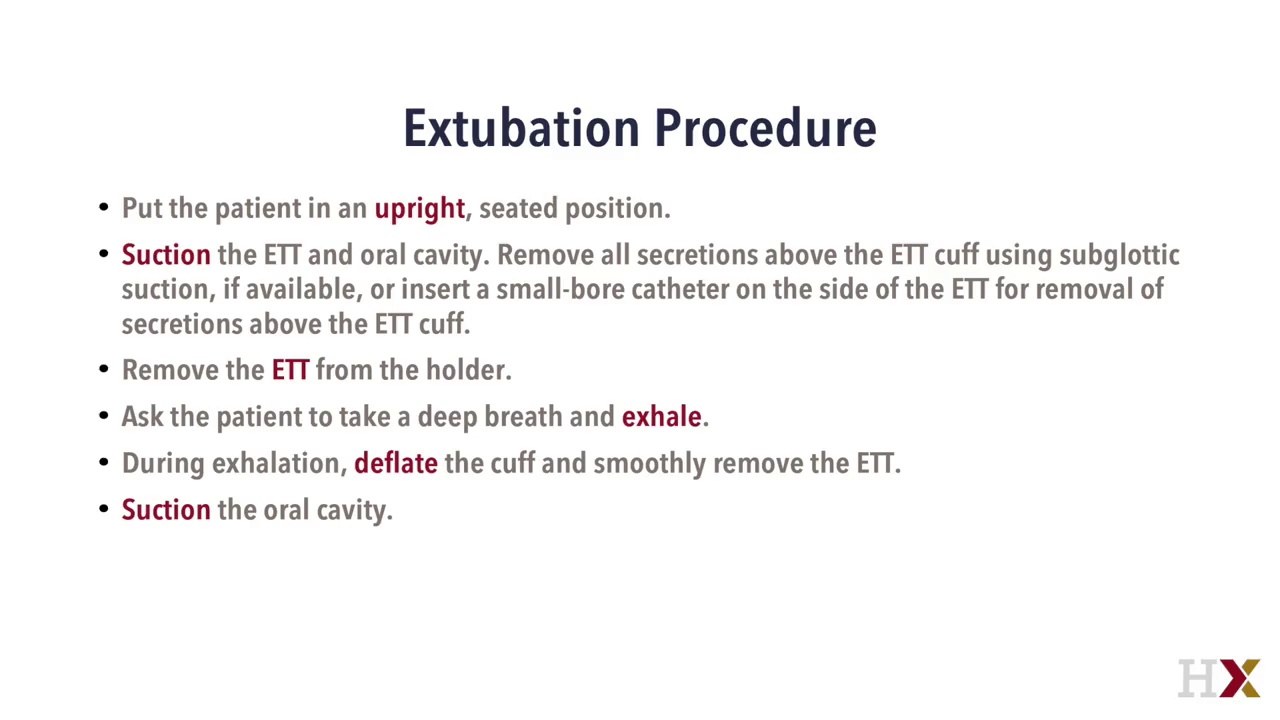 Extubation Procedure
• Put the patient in an upright, seated position.
• Suction the ETT and oral cavity. Remove all secretions above the ETT cuff using subglottic
suction, if available, or insert a small-bore catheter on the side of the ETT for removal of
secretions above the ETT cuff.
• Remove the ETT from the holder.
• Ask the patient to take a deep breath and exhale.
• During exhalation, deflate the cuff and smoothly remove the ETT.
• Suction the oral cavity.
HX